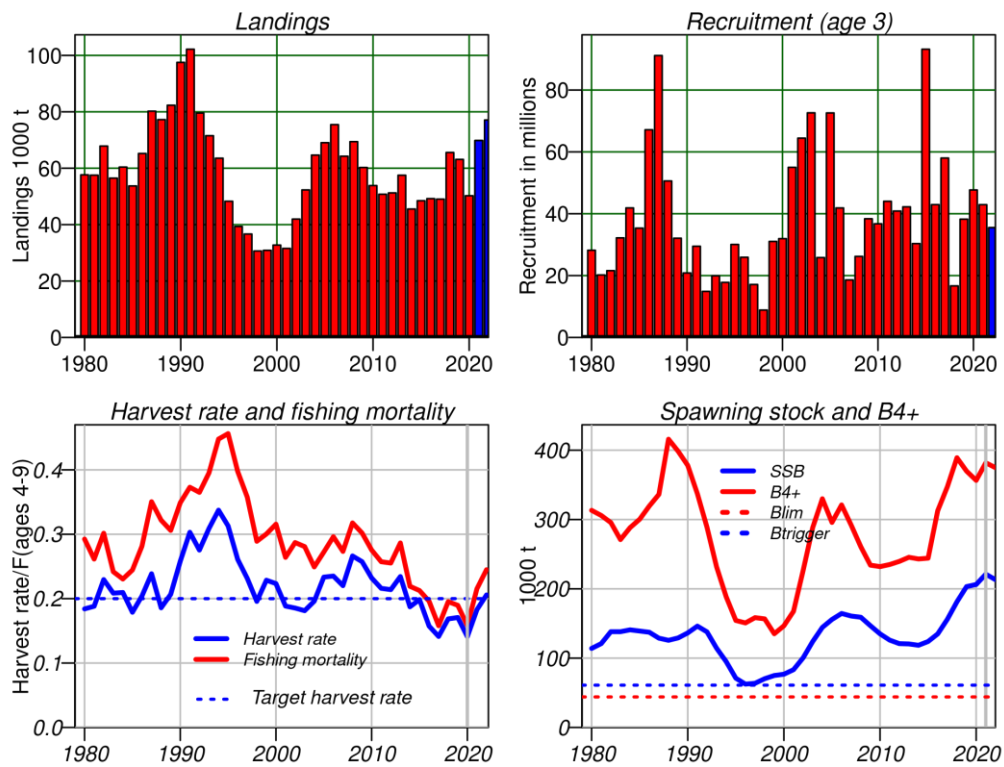 Landings
Landings 1000 t
100
80
60
40
20
0
1980 1990 2000 2010 2020
Recruitment (age 3)
Recruitment in millions
80
60
40
20
0
1980 1990 2000 2010 2020
Harvest rate and fishing mortality
Harvest rate/F(ages 4-9)
0.4
0.3
0.2
0.1
0.0
Harvest rate
Fishing mortality
Target harvest rate
1980 1990 2000 2010 2020
Spawning stock and B4+
1000 t
400
300
200
100
0
SSB
B4+
Blim
Btrigger
1980 1990 2000 2010 2020